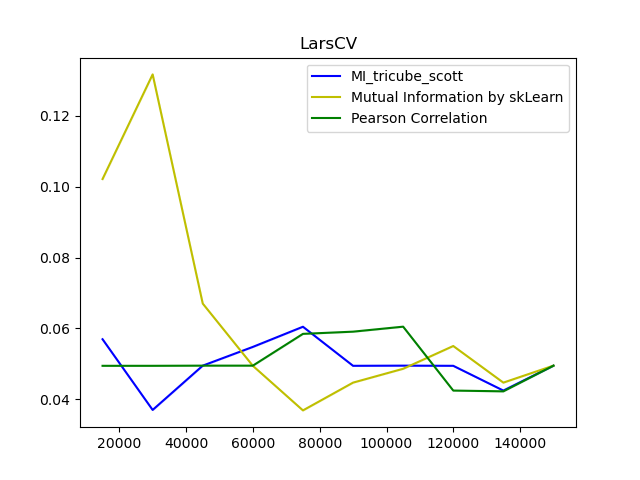 LarsCV
MI_tricube_scott
Mutual Information by skLearn
Pearson Correlation
0.12
0.10
0.08
0.06
0.04
20000 40000 60000 80000 100000 120000 140000